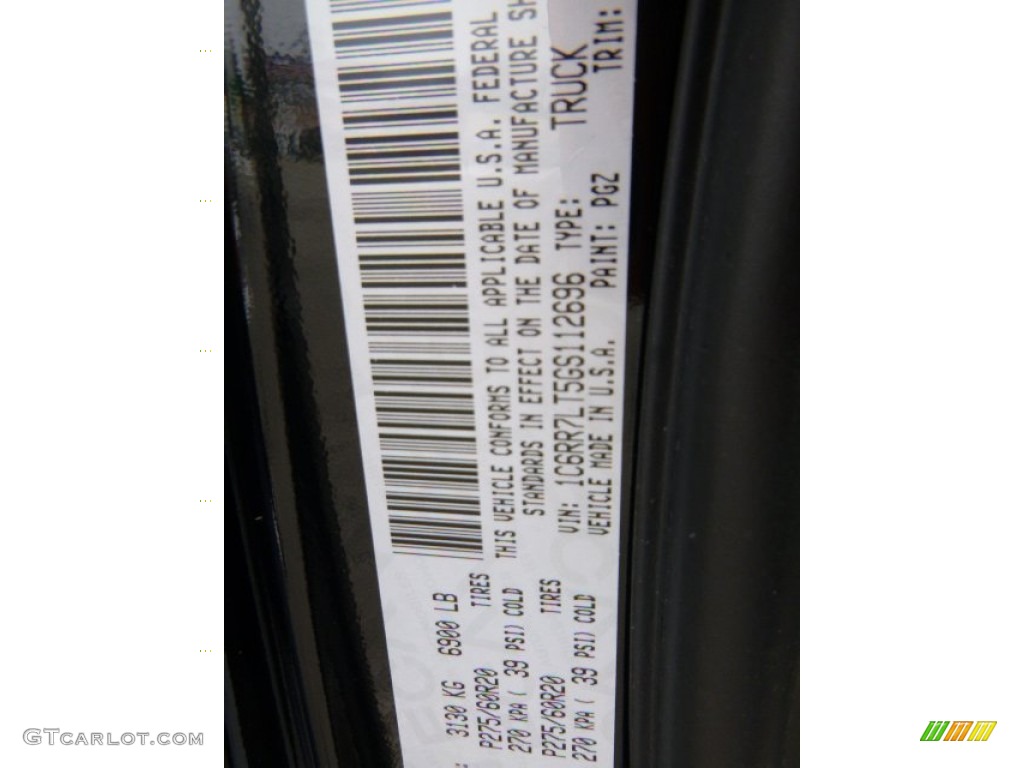 : 3130 KG 6900 LB
P275/60R20 TIRES
270 KPA ( 39 PSI) COLD
P275/60R20 TIRES
270 KPA ( 39 PSI) COLD
THIS VEHICLE CONFORMS TO ALL APPLICABLE U.S.A. FEDERAL
STANDARDS IN EFFECT ON THE DATE OF MANUFACTURE SH
VIN: 1C6RR7LT5GS112696 TYPE: TRUCK
VEHICLE MADE IN U.S.A. PAINT: PGZ TRIM:
GTCARLOT.COM